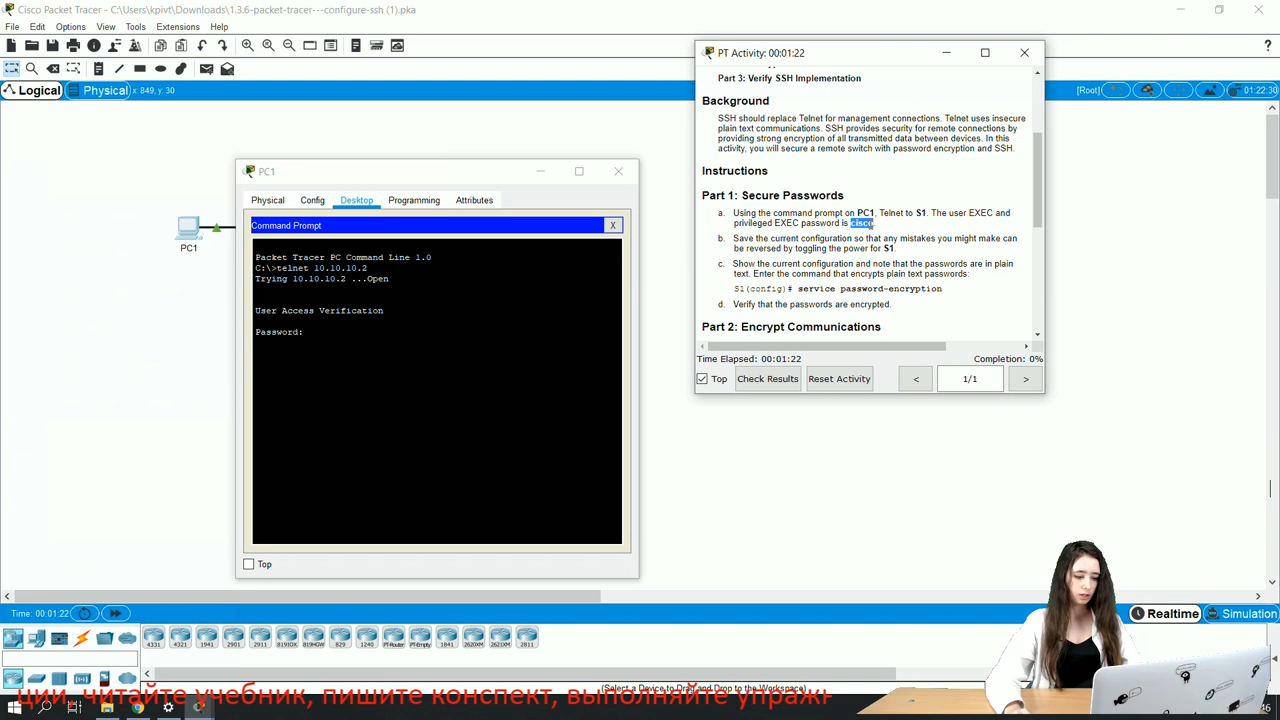 Cisco Packet Tracer - C:\Users\kpivt\Downloads\1.3.6-packet-tracer---configure-ssh (1).pka
File Edit Options View Tools Extensions Help
Logical Physical x: 849, y: 30
[Root] 01:22:30
PC1
PC1
Physical Config Desktop Programming Attributes
Command Prompt X
Packet Tracer PC Command Line 1.0
C:\>telnet 10.10.10.2
Trying 10.10.10.2 ...Open
User Access Verification
Password:
Top
PT Activity: 00:01:22
Part 3: Verify SSH Implementation
Background
SSH should replace Telnet for management connections. Telnet uses insecure
plain text communications. SSH provides security for remote connections by
providing strong encryption of all transmitted data between devices. In this
activity, you will secure a remote switch with password encryption and SSH.
Instructions
Part 1: Secure Passwords
a. Using the command prompt on PC1, Telnet to S1. The user EXEC and
privileged EXEC password is cisco.
b. Save the current configuration so that any mistakes you might make can
be reversed by toggling the power for S1.
c. Show the current configuration and note that the passwords are in plain
text. Enter the command that encrypts plain text passwords:
S1(config)# service password-encryption
d. Verify that the passwords are encrypted.
Part 2: Encrypt Communications
Time Elapsed: 00:01:22 Completion: 0%
Top Check Results Reset Activity < 1/1 >
Time: 00:01:22
Realtime Simulation
4331 4321 1941 2901 2911 819IOX 819HGW 829 1240 PT-Router PT-Empty 1841 2620XM 2621XM 2811
(Select a Device to Drag and Drop to the Workspace)
ции, читайте учебник, пишите конспект, выполняйте упраж